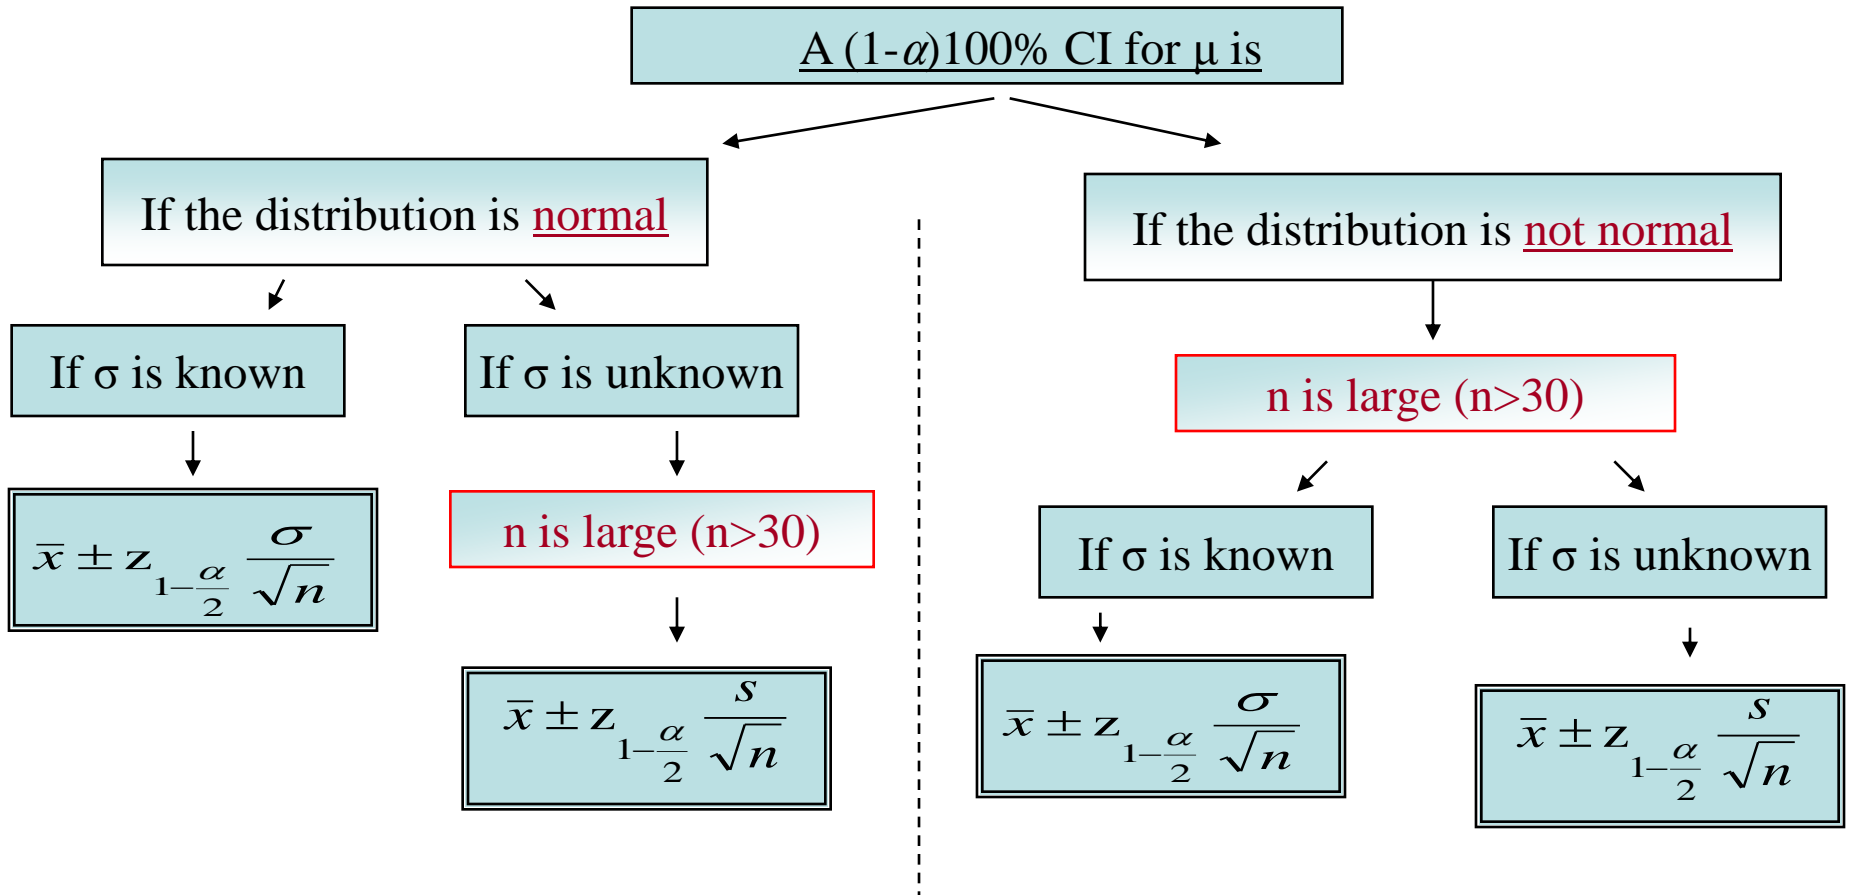 A (1-α)100% CI for μ is
If the distribution is normal
If the distribution is not normal
If σ is known
If σ is unknown
n is large (n>30)
x̄ ± z_{1-α/2} σ/√n
n is large (n>30)
If σ is known
If σ is unknown
x̄ ± z_{1-α/2} s/√n
x̄ ± z_{1-α/2} σ/√n
x̄ ± z_{1-α/2} s/√n